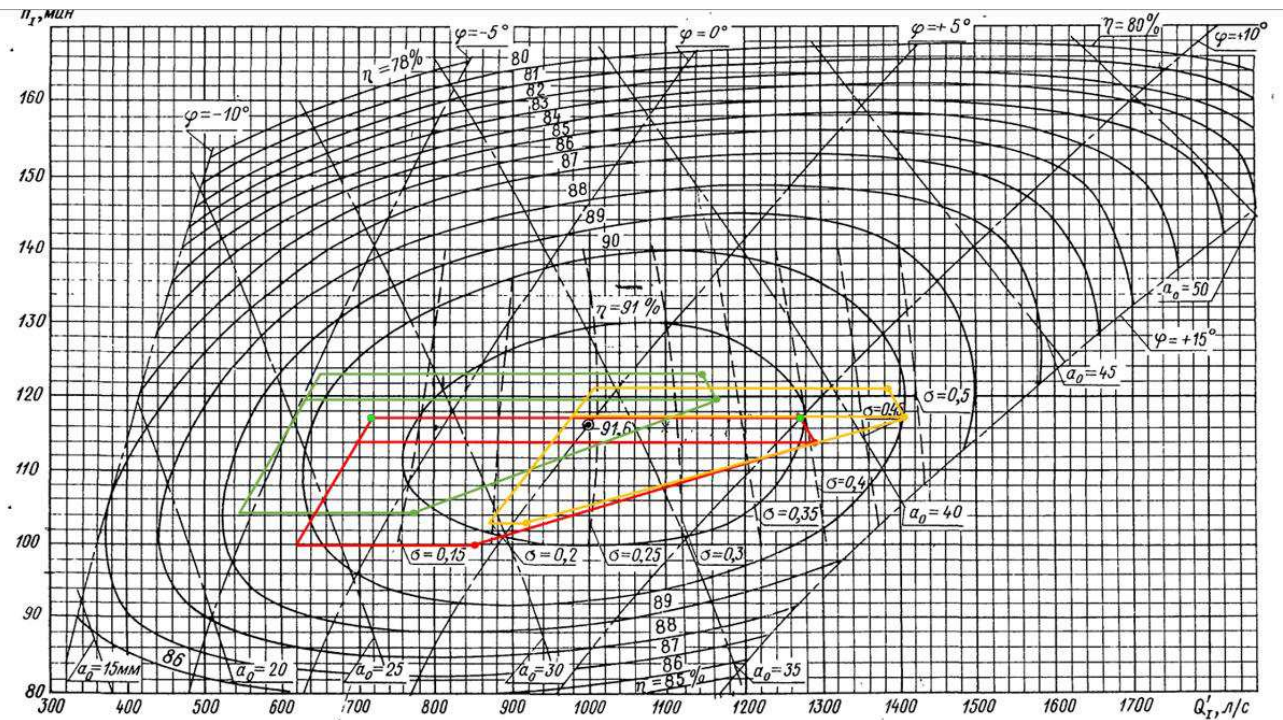 n'I, мин
φ=-5°
φ=0°
φ=+5°
η=80%
φ=+10°
η=78%
80
81
82
83
84
85
86
87
88
89
90
φ=-10°
160
150
140
130
120
110
100
90
80
η=91%
91,6
a₀=50
φ=+15°
a₀=45
σ=0,5
σ=0,45
σ=0,4
a₀=40
σ=0,35
σ=0,15
σ=0,2
σ=0,25
σ=0,3
89
88
87
86
η=85%
86
a₀=15мм
a₀=20
a₀=25
a₀=30
a₀=35
300 400 500 600 700 800 900 1000 1100 1200 1300 1400 1500 1600 1700 Q'I, л/с